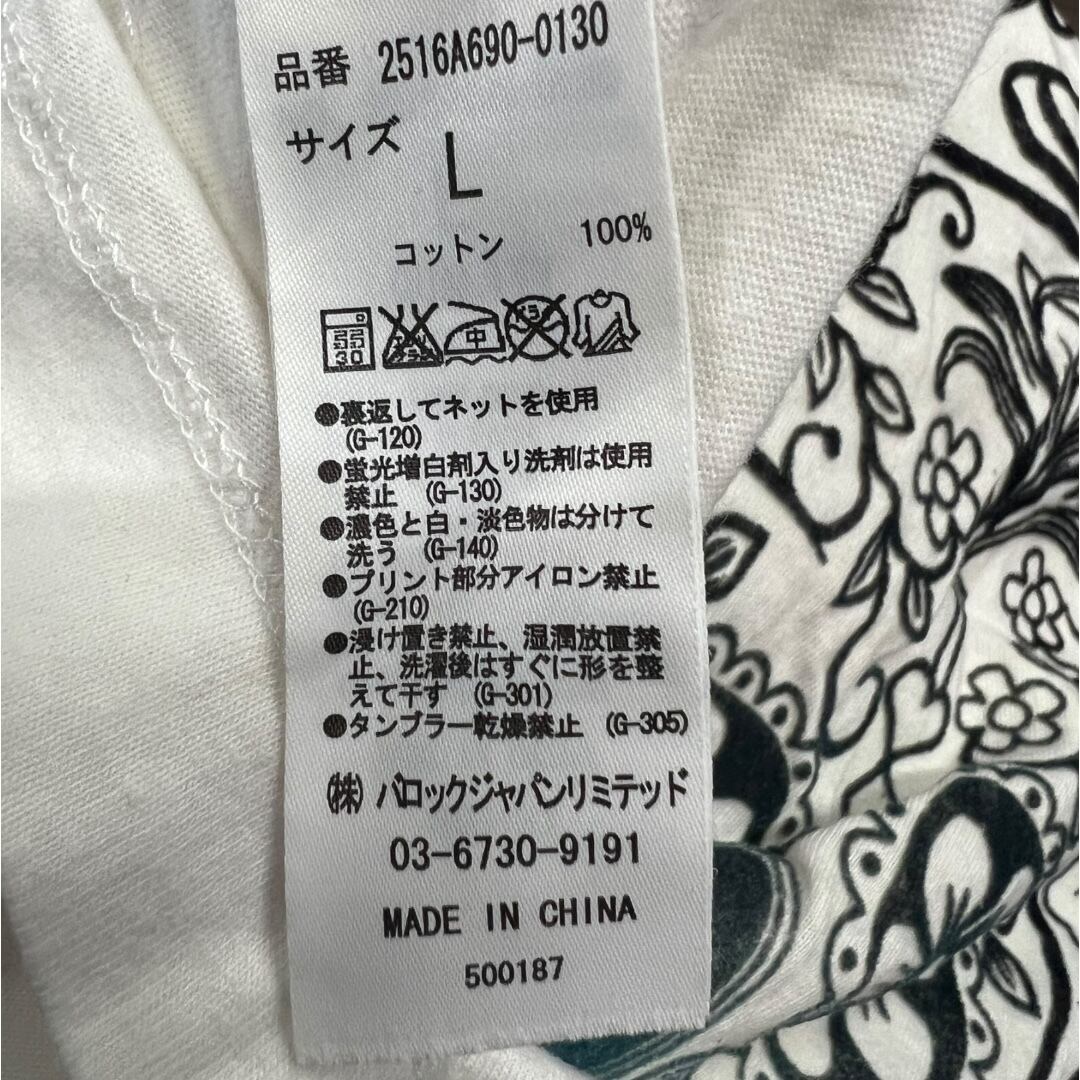 品番 2516A690-0130
サイズ L
コットン 100%
30
中
●裏返してネットを使用
(G-120)
●蛍光増白剤入り洗剤は使用
禁止 (G-130)
●濃色と白・淡色物は分けて
洗う (G-140)
●プリント部分アイロン禁止
(G-210)
●浸け置き禁止、湿潤放置禁
止、洗濯後はすぐに形を整
えて干す (G-301)
●タンブラー乾燥禁止 (G-305)
(株) バロックジャパンリミテッド
03-6730-9191
MADE IN CHINA
500187